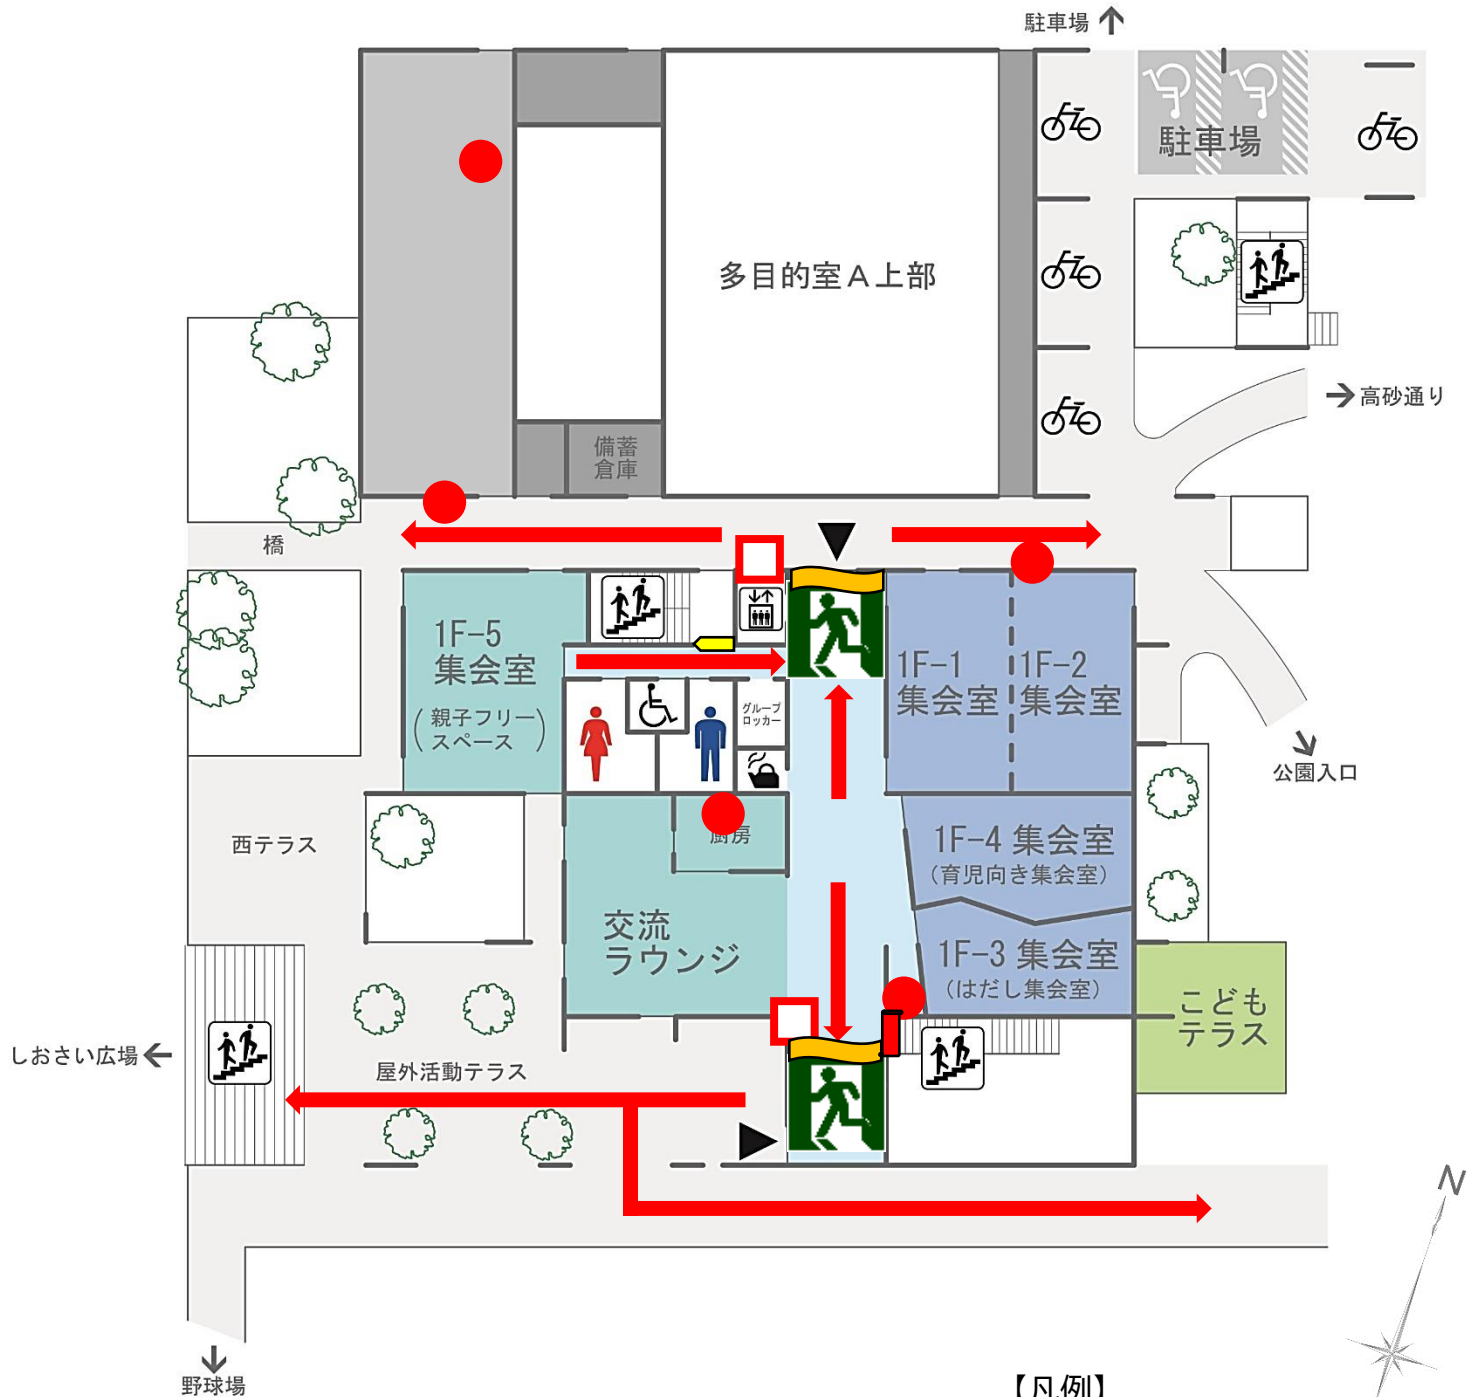 駐車場
駐車場
多目的室A上部
高砂通り
備蓄
倉庫
橋
1F-5
集会室
(親子フリー
スペース)
1F-1
集会室
1F-2
集会室
グループ
ロッカー
公園入口
西テラス
厨房
1F-4 集会室
(育児向き集会室)
交流
ラウンジ
1F-3 集会室
(はだし集会室)
こども
テラス
しおさい広場
屋外活動テラス
N
野球場
【凡例】